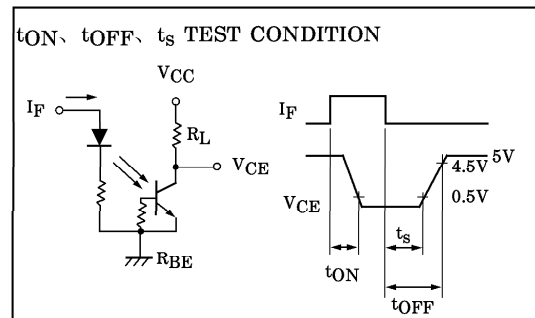 tON、tOFF、ts TEST CONDITION
VCC
IF
RL
VCE
RBE
IF
5V
4.5V
VCE
0.5V
ts
tON
tOFF